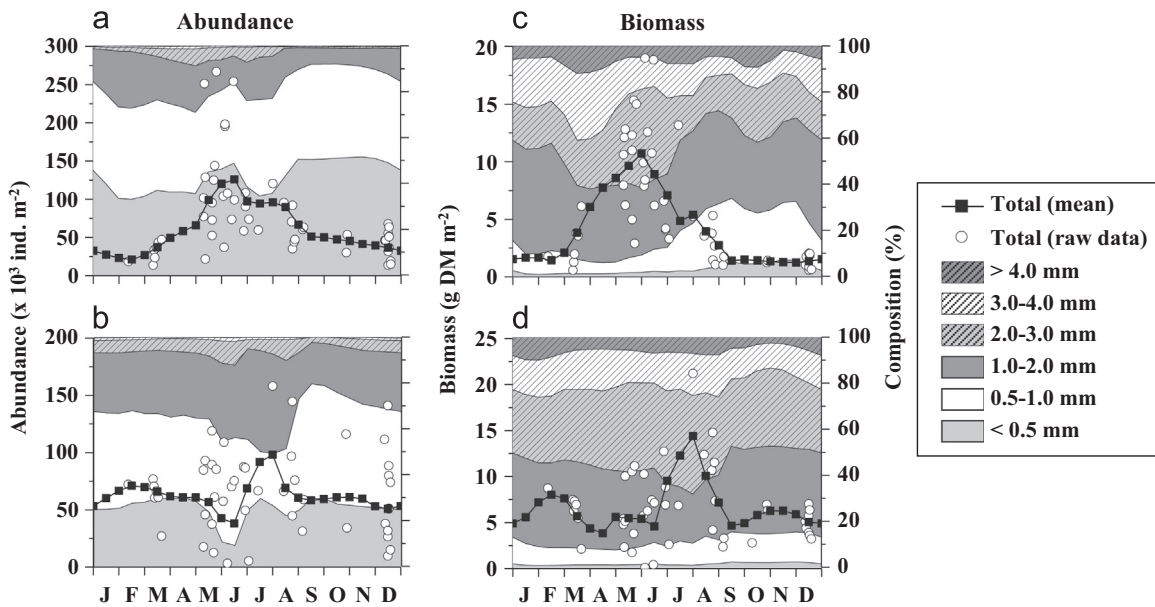 a Abundance c Biomass
300 20 100
250 80
200 15
150 10 60
100 40
50 5 20
0 0 0
b d
200 25 100
150 20 80
100 15 60
10 40
50 5 20
0 0 0
Abundance (x 10³ ind. m⁻²)
Biomass (g DM m⁻²)
Composition (%)
J F M A M J J A S O N D J F M A M J J A S O N D
Total (mean)
Total (raw data)
> 4.0 mm
3.0-4.0 mm
2.0-3.0 mm
1.0-2.0 mm
0.5-1.0 mm
< 0.5 mm